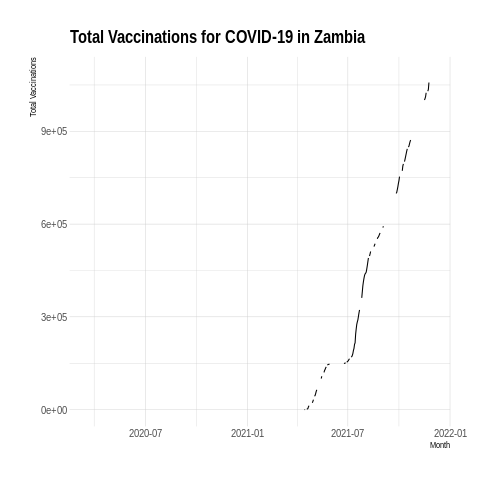 Total Vaccinations for COVID-19 in Zambia
Total Vaccinations
9e+05
6e+05
3e+05
0e+00
2020-07 2021-01 2021-07 2022-01
Month